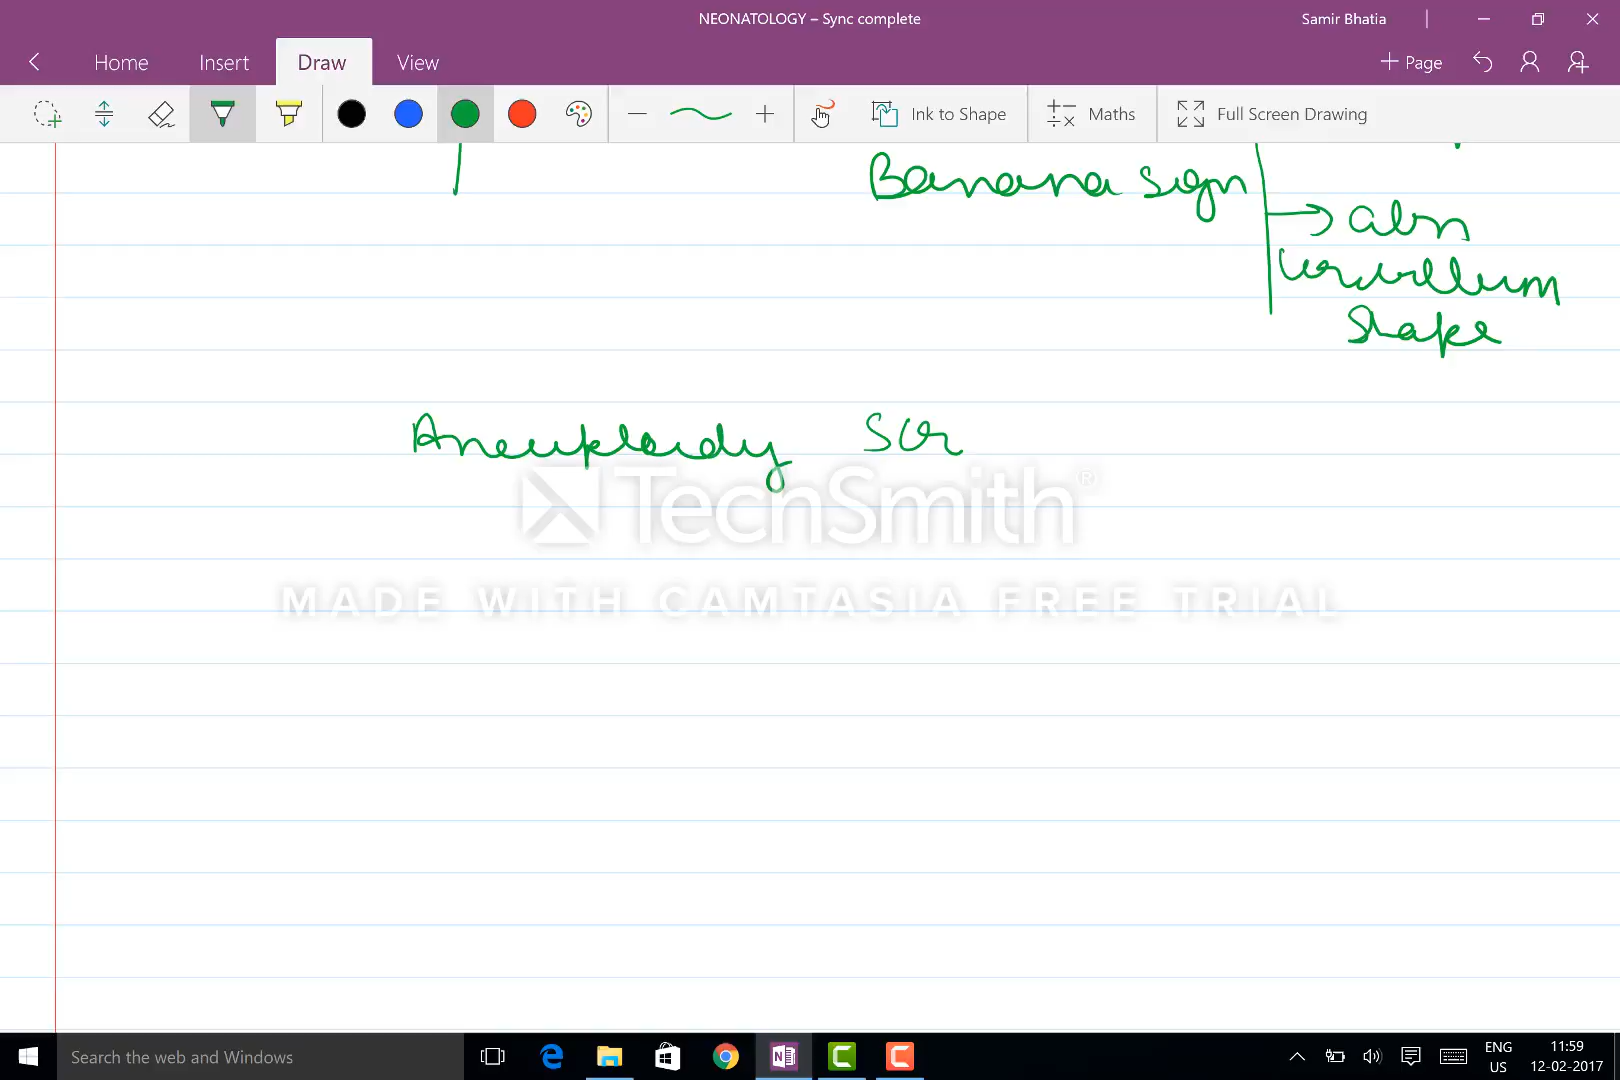 NEONATOLOGY – Sync complete
Samir Bhatia
Home Insert Draw View
Page
Ink to Shape
Maths
Full Screen Drawing
Banana sign
→ abn
cerebellum
shape
Aneuploidy Scr
TechSmith®
MADE WITH CAMTASIA FREE TRIAL
Search the web and Windows
ENG
US
11:59
12-02-2017